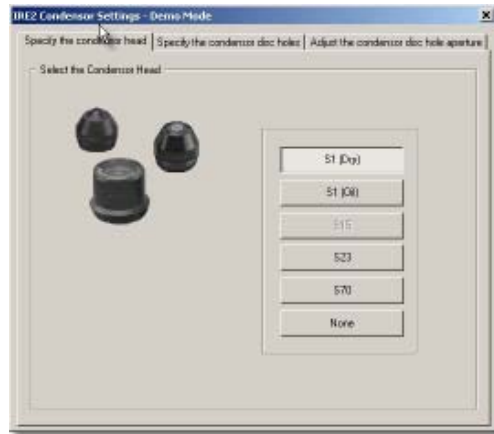 IRE2 Condensor Settings - Demo Mode
Specify the condensor head
Specify the condensor disc holes
Adjust the condensor disc hole aperture
Select the Condensor Head
S1 (Dry)
S1 (Oil)
S15
S23
S70
None